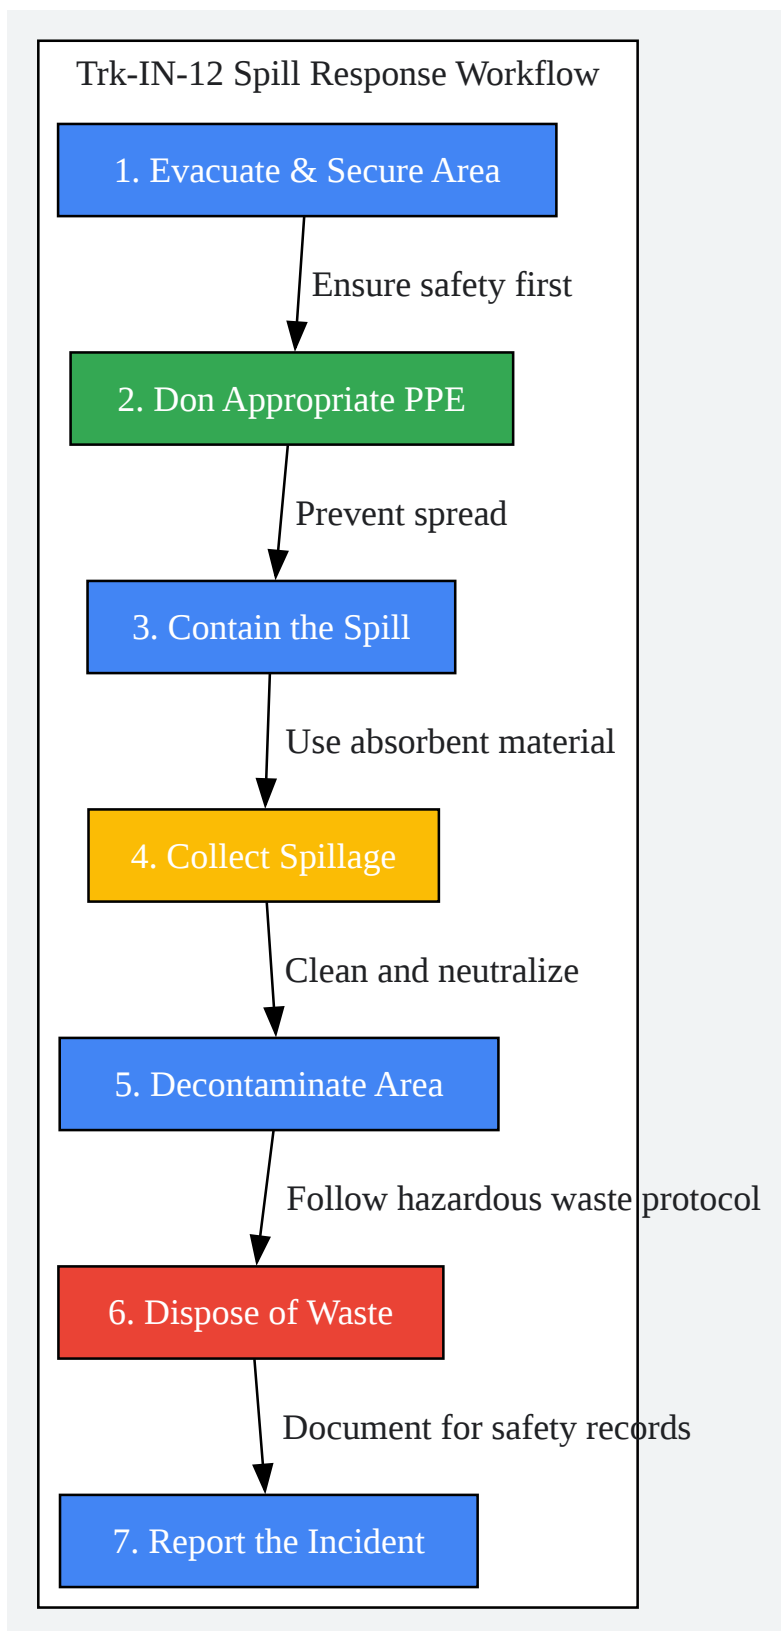 Trk-IN-12 Spill Response Workflow
1. Evacuate & Secure Area
Ensure safety first
2. Don Appropriate PPE
Prevent spread
3. Contain the Spill
Use absorbent material
4. Collect Spillage
Clean and neutralize
5. Decontaminate Area
Follow hazardous waste protocol
6. Dispose of Waste
Document for safety records
7. Report the Incident